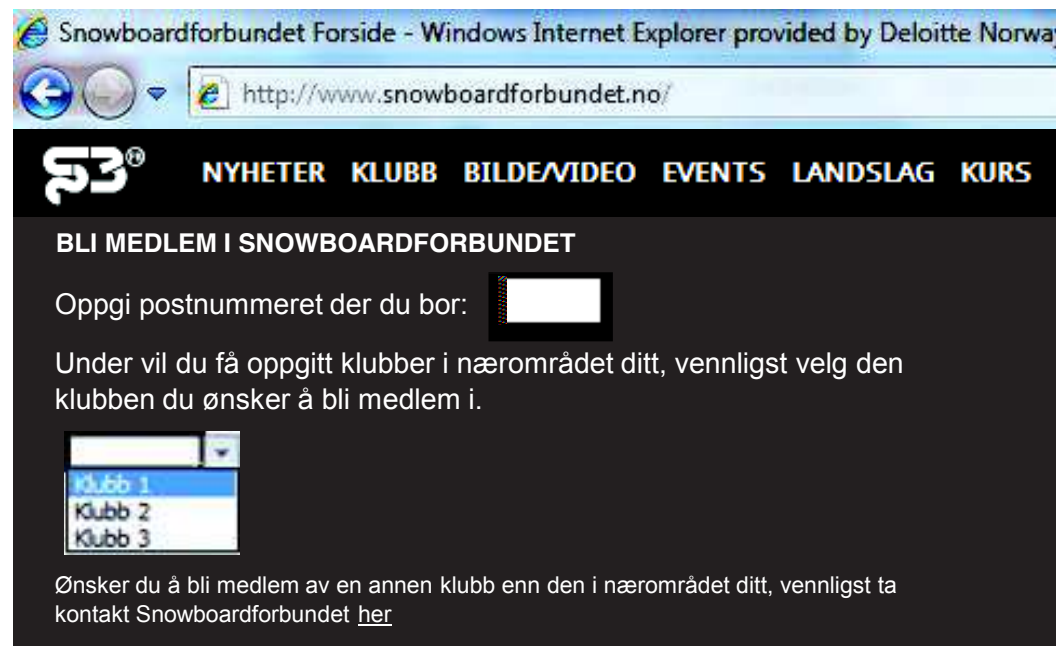 Snowboardforbundet Forside - Windows Internet Explorer provided by Deloitte Norway
http://www.snowboardforbundet.no/
NYHETER KLUBB BILDE/VIDEO EVENTS LANDSLAG KURS
BLI MEDLEM I SNOWBOARDFORBUNDET
Oppgi postnummeret der du bor:
Under vil du få oppgitt klubber i nærområdet ditt, vennligst velg den
klubben du ønsker å bli medlem i.
Klubb 1
Klubb 2
Klubb 3
Ønsker du å bli medlem av en annen klubb enn den i nærområdet ditt, vennligst ta
kontakt Snowboardforbundet her